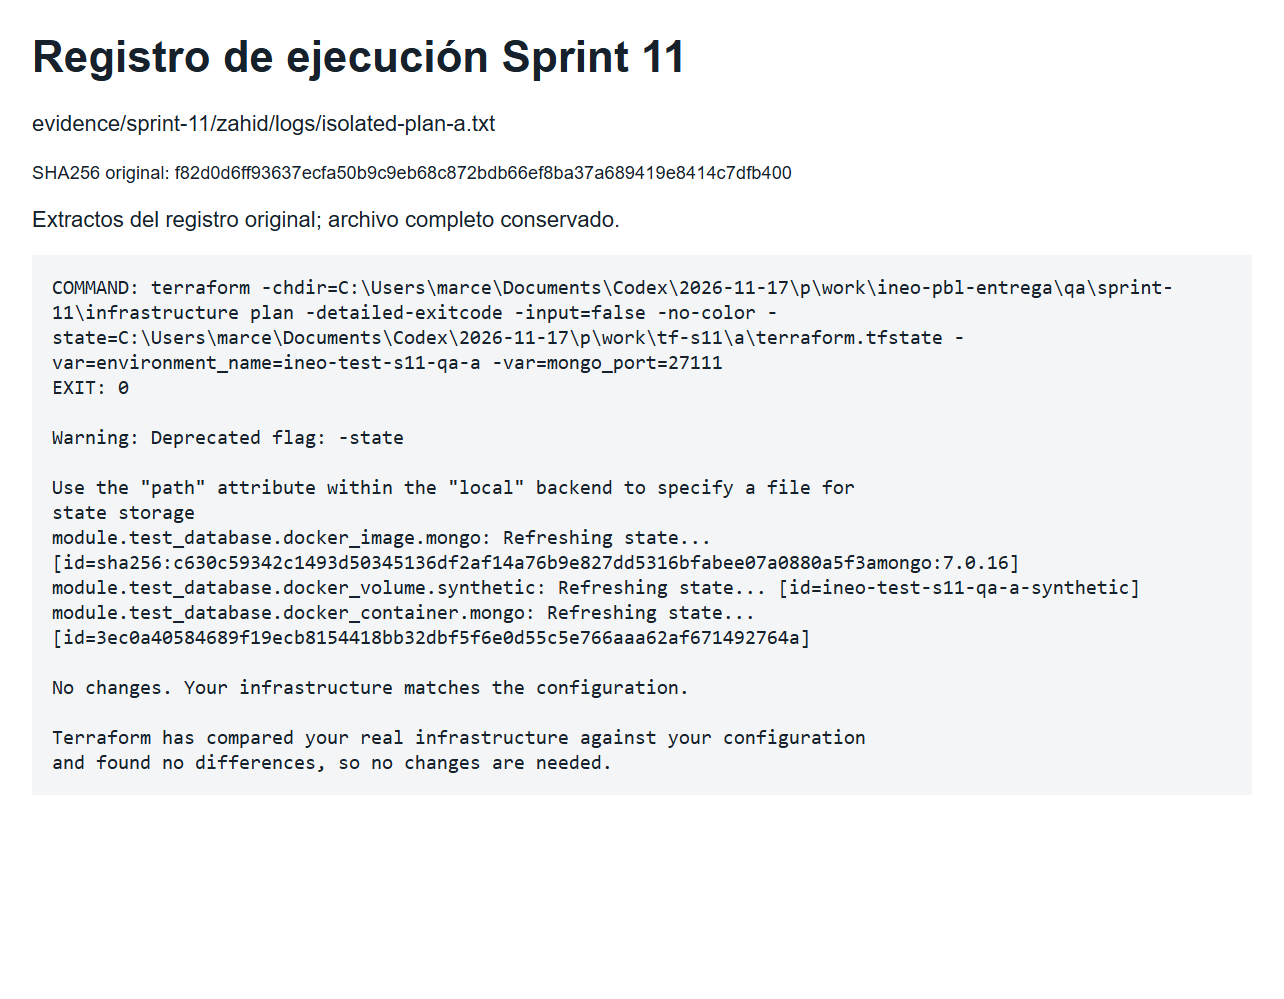 Registro de ejecución Sprint 11
evidence/sprint-11/zahid/logs/isolated-plan-a.txt
SHA256 original: f82d0d6ff93637ecfa50b9c9eb68c872bdb66ef8ba37a689419e8414c7dfb400
Extractos del registro original; archivo completo conservado.
COMMAND: terraform -chdir=C:\Users\marce\Documents\Codex\2026-11-17\p\work\ineo-pbl-entrega\qa\sprint-
11\infrastructure plan -detailed-exitcode -input=false -no-color -
state=C:\Users\marce\Documents\Codex\2026-11-17\p\work\tf-s11\a\terraform.tfstate -
var=environment_name=ineo-test-s11-qa-a -var=mongo_port=27111
EXIT: 0
Warning: Deprecated flag: -state
Use the "path" attribute within the "local" backend to specify a file for
state storage
module.test_database.docker_image.mongo: Refreshing state...
[id=sha256:c630c59342c1493d50345136df2af14a76b9e827dd5316bfabee07a0880a5f3amongo:7.0.16]
module.test_database.docker_volume.synthetic: Refreshing state... [id=ineo-test-s11-qa-a-synthetic]
module.test_database.docker_container.mongo: Refreshing state...
[id=3ec0a40584689f19ecb8154418bb32dbf5f6e0d55c5e766aaa62af671492764a]
No changes. Your infrastructure matches the configuration.
Terraform has compared your real infrastructure against your configuration
and found no differences, so no changes are needed.